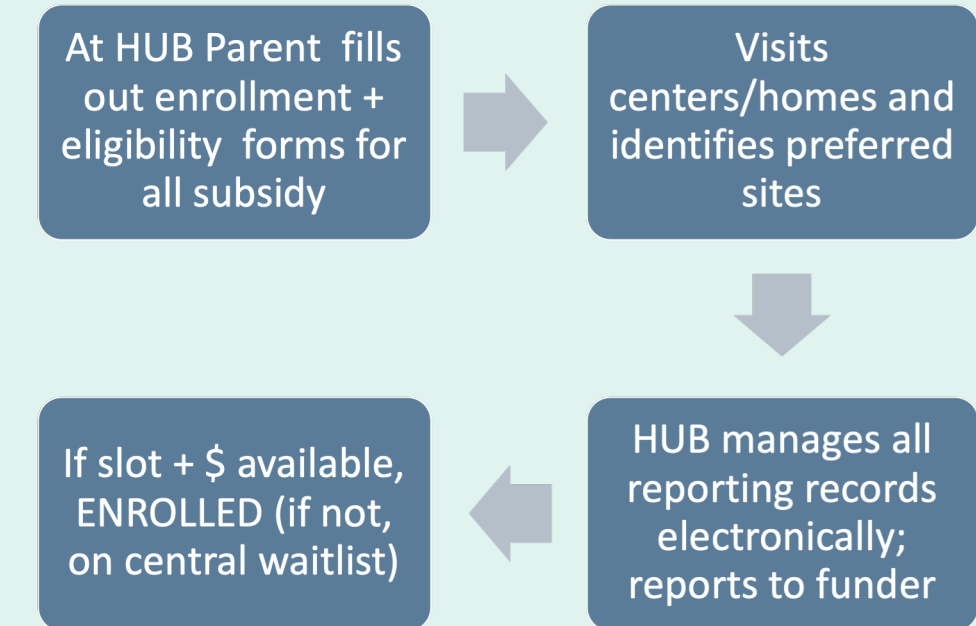 At HUB Parent  fills
out enrollment +
eligibility  forms for
all subsidy
Visits
centers/homes and
identifies preferred
sites
HUB manages all
reporting records
electronically;
reports to funder
If slot + $ available,
ENROLLED (if not,
on central waitlist)